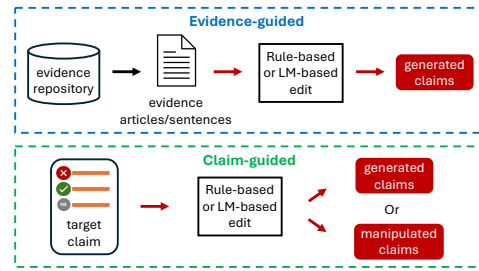 Evidence-guided
evidence
repository
evidence
articles/sentences
Rule-based
or LM-based
edit
generated
claims
Claim-guided
NE
target
claim
Rule-based
or LM-based
edit
generated
claims
Or
manipulated
claims